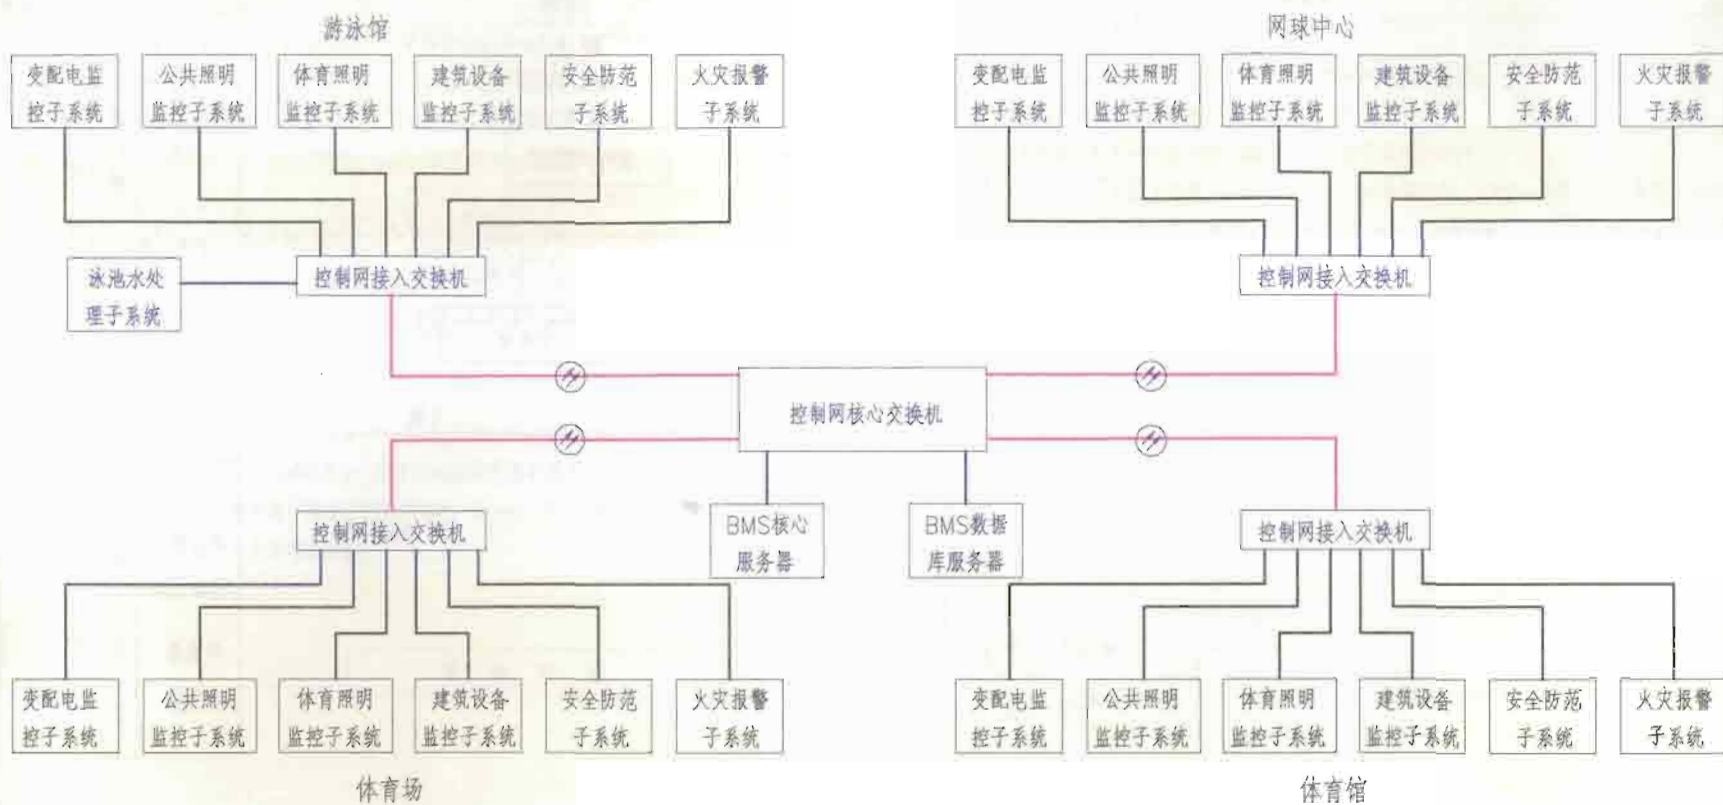 游泳馆
变配电监
控子系统
公共照明
监控子系统
体育照明
监控子系统
建筑设备
监控子系统
安全防范
子系统
火灾报警
子系统
泳池水处
理子系统
控制网接入交换机
网球中心
变配电监
控子系统
公共照明
监控子系统
体育照明
监控子系统
建筑设备
监控子系统
安全防范
子系统
火灾报警
子系统
控制网接入交换机
控制网核心交换机
BMS核心
服务器
BMS数据
库服务器
控制网接入交换机
变配电监
控子系统
公共照明
监控子系统
体育照明
监控子系统
建筑设备
监控子系统
安全防范
子系统
火灾报警
子系统
体育场
控制网接入交换机
变配电监
控子系统
公共照明
监控子系统
体育照明
监控子系统
建筑设备
监控子系统
安全防范
子系统
火灾报警
子系统
体育馆